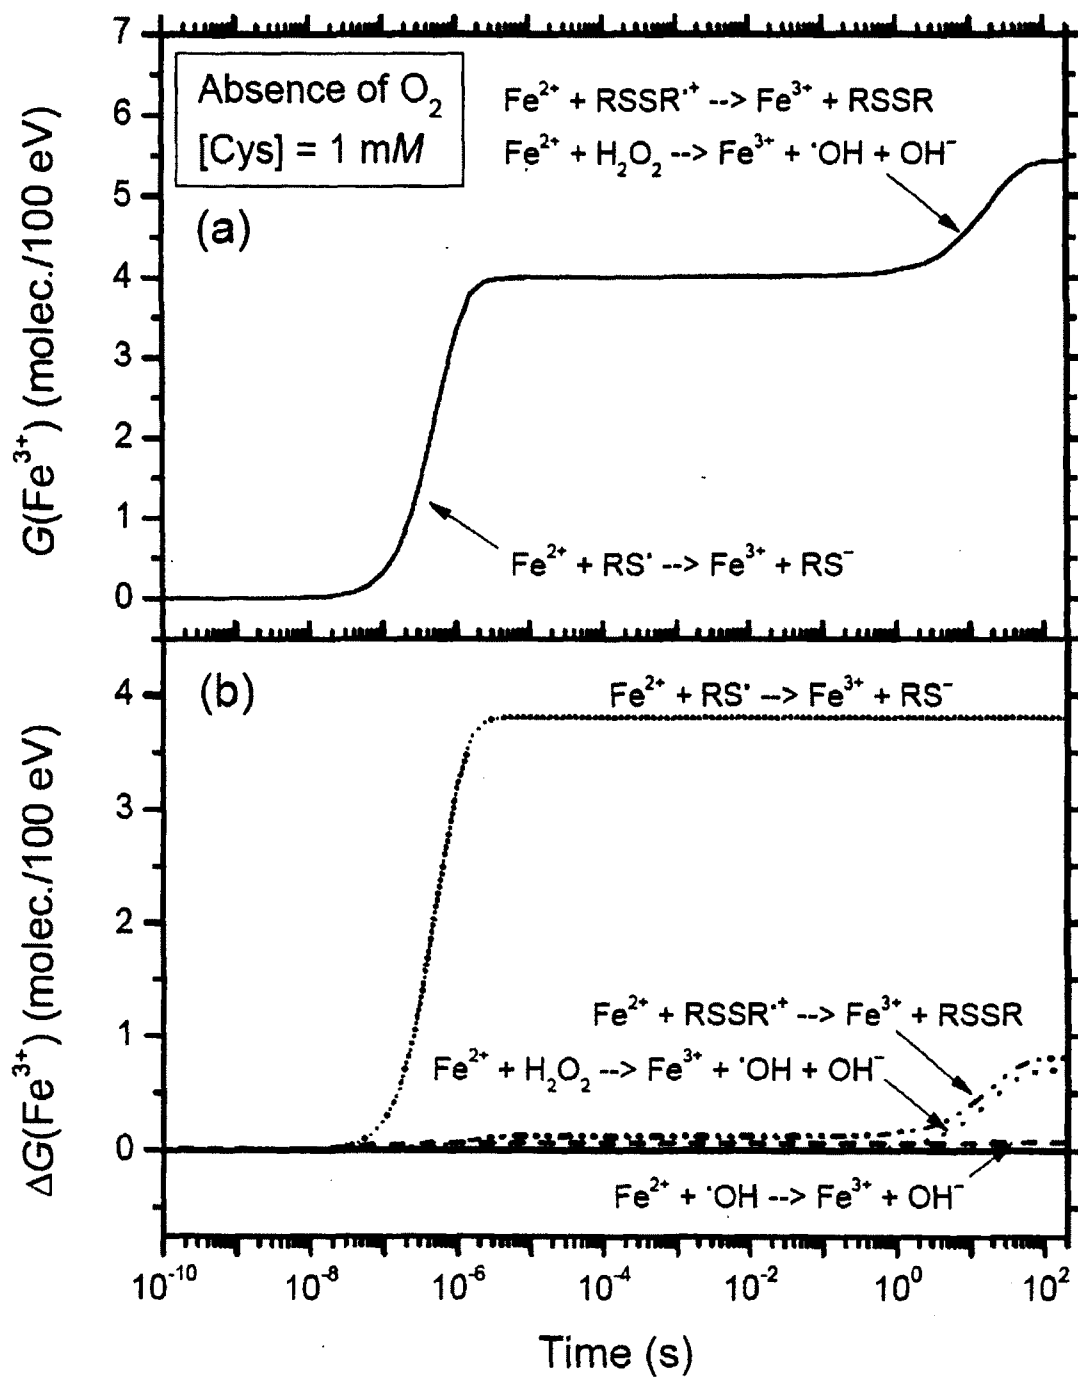 7
6
5
4
3
2
1
0
G(Fe³⁺) (molec./100 eV)
Absence of O₂
[Cys] = 1 mM
(a)
Fe²⁺ + RSSR˙⁺ --> Fe³⁺ + RSSR
Fe²⁺ + H₂O₂ --> Fe³⁺ + ˙OH + OH⁻
Fe²⁺ + RS˙ --> Fe³⁺ + RS⁻
4
3
2
1
0
ΔG(Fe³⁺) (molec./100 eV)
(b)
Fe²⁺ + RS˙ --> Fe³⁺ + RS⁻
Fe²⁺ + RSSR˙⁺ --> Fe³⁺ + RSSR
Fe²⁺ + H₂O₂ --> Fe³⁺ + ˙OH + OH⁻
Fe²⁺ + ˙OH --> Fe³⁺ + OH⁻
10⁻¹⁰ 10⁻⁸ 10⁻⁶ 10⁻⁴ 10⁻² 10⁰ 10²
Time (s)